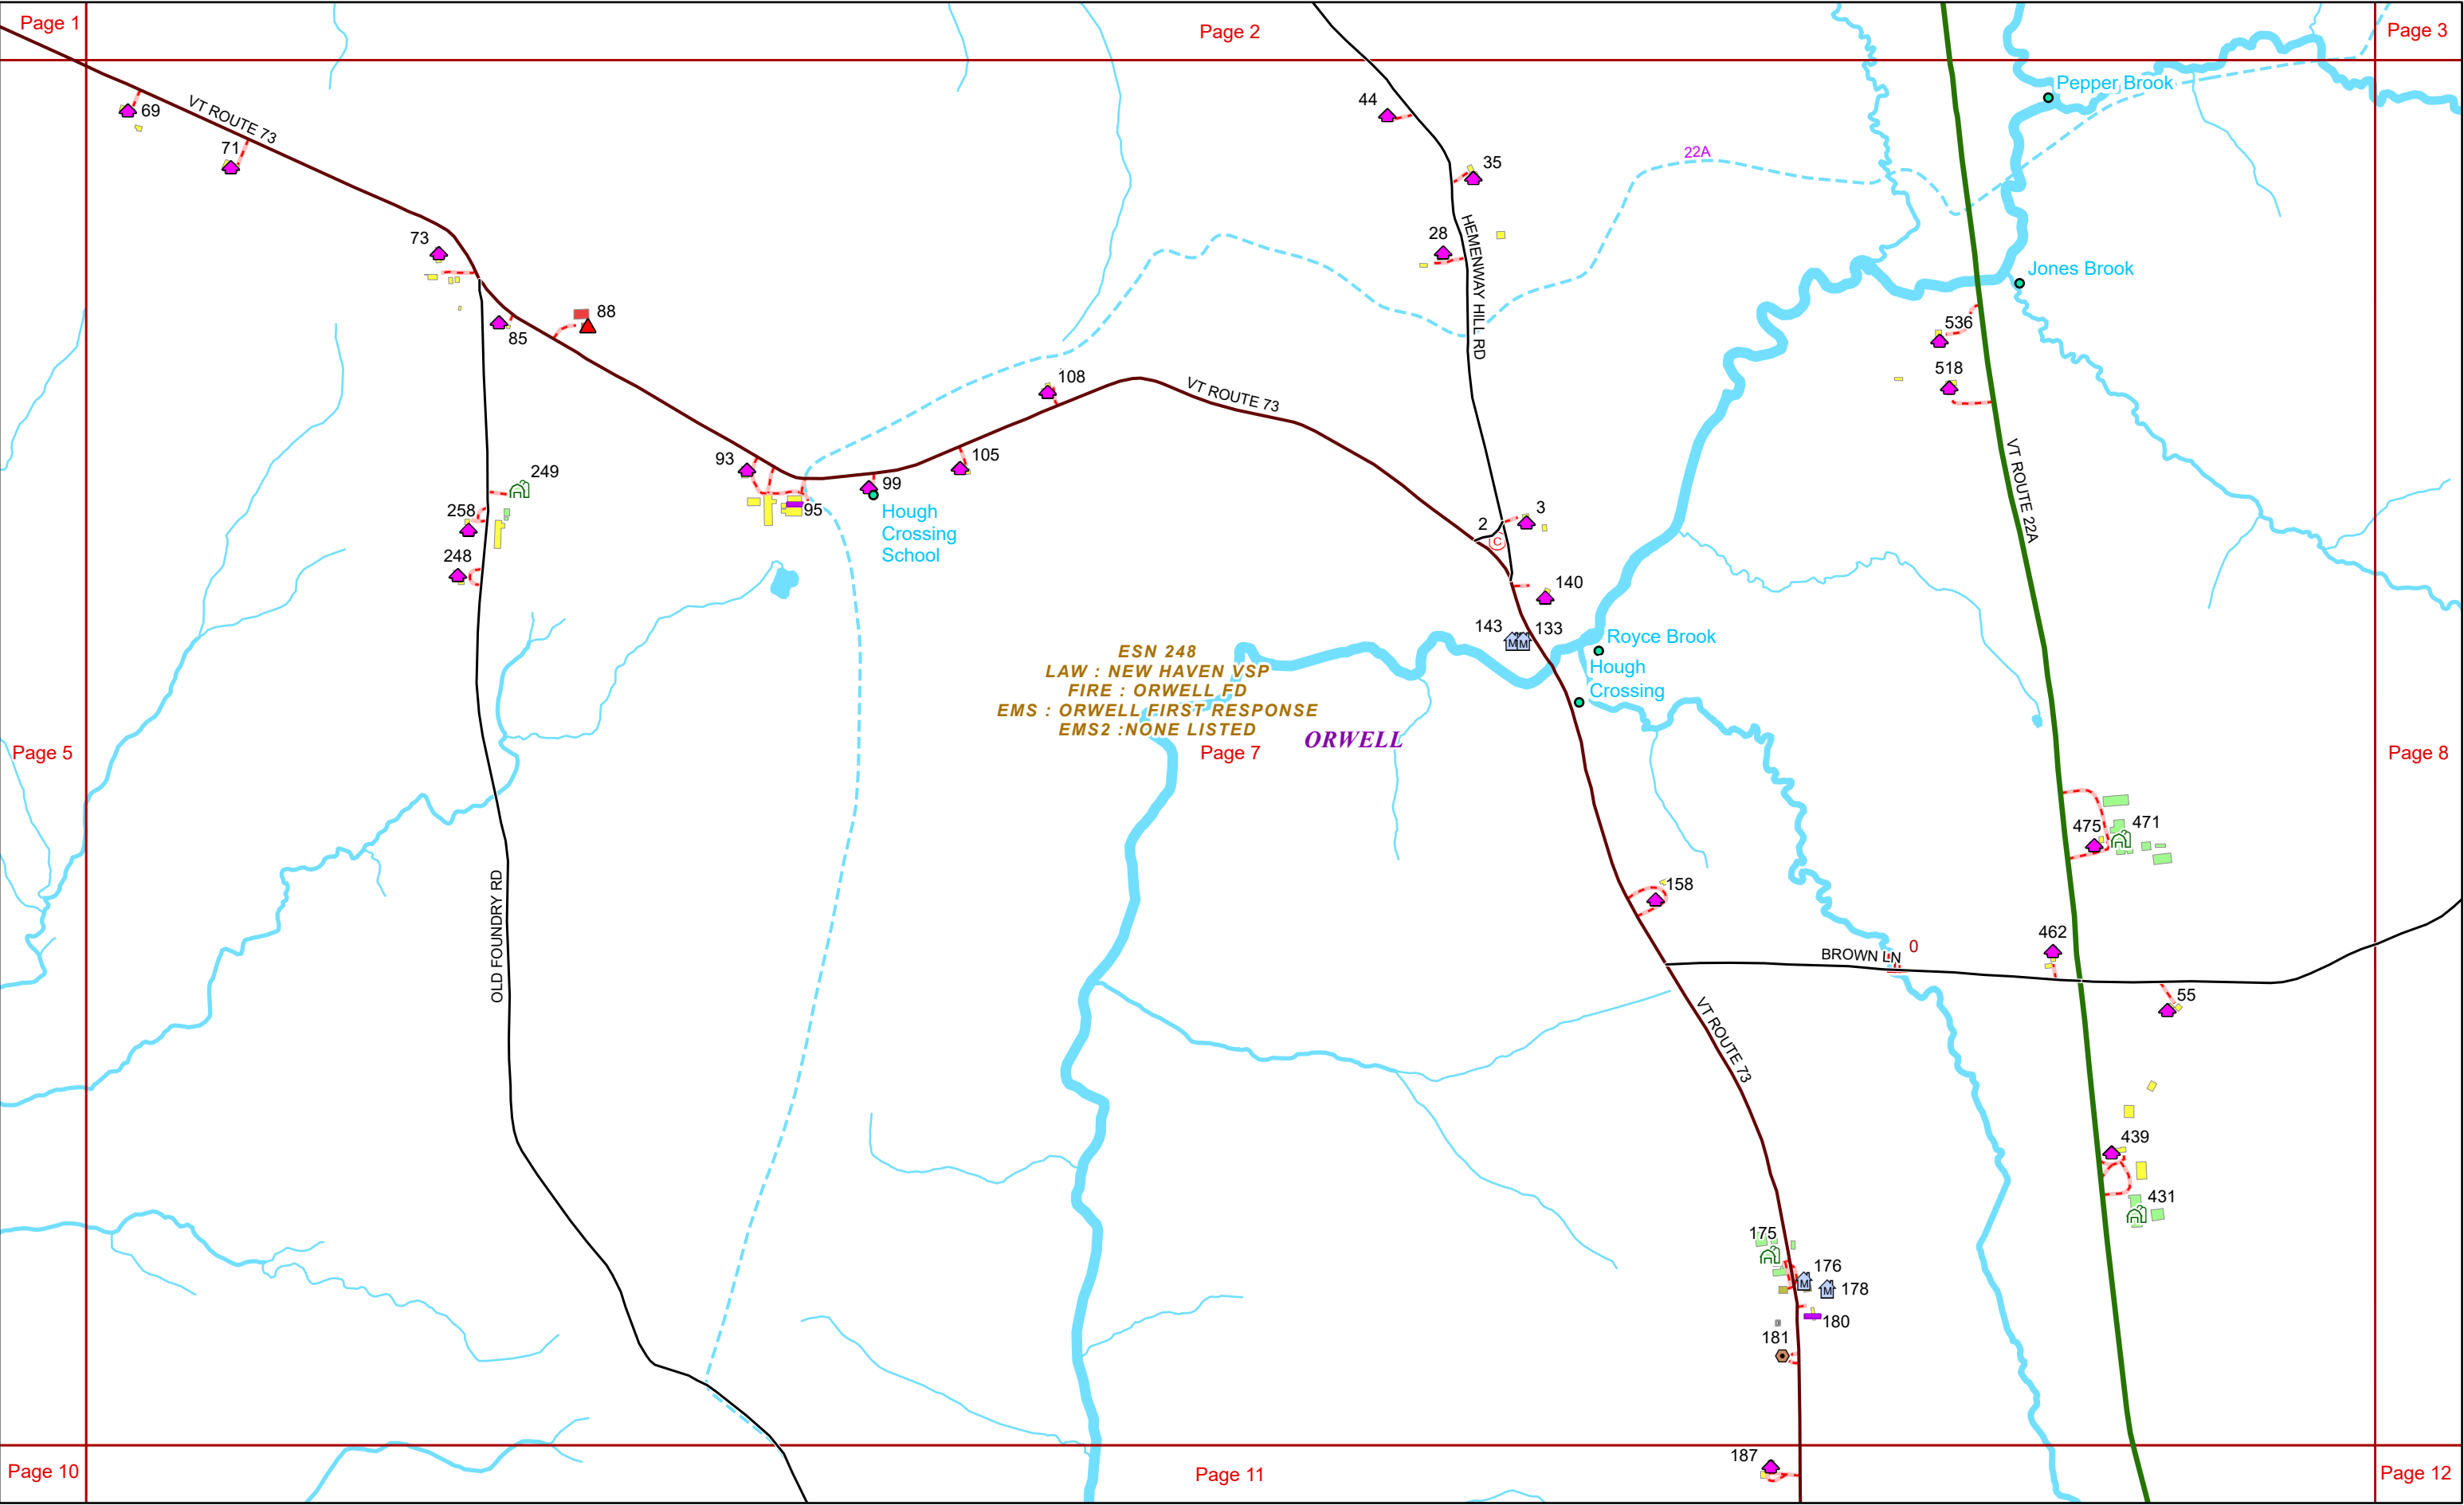 Page 1
Page 2
Page 3
Pepper Brook
69
VT ROUTE 73
44
71
35
22A
73
28
HEMENWAY HILL RD
Jones Brook
88
85
536
518
108
VT ROUTE 73
93
105
249
99
95
258
Hough
Crossing
School
VT ROUTE 22A
2
3
C
248
140
143
133
M
M
Royce Brook
Hough
Crossing
ESN 248
LAW : NEW HAVEN VSP
FIRE : ORWELL FD
EMS : ORWELL FIRST RESPONSE
EMS2 :NONE LISTED
ORWELL
Page 5
Page 7
Page 8
475
471
158
OLD FOUNDRY RD
462
0
BROWN LN
55
VT ROUTE 73
439
431
175
176
M
178
M
180
181
187
Page 10
Page 11
Page 12